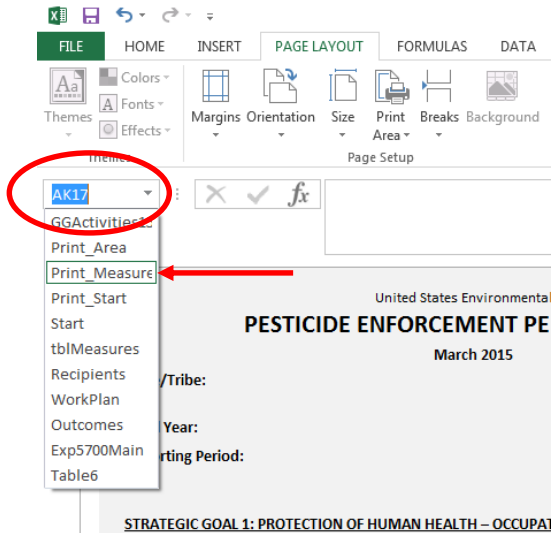 FILE HOME INSERT PAGE LAYOUT FORMULAS DATA
Aa Colors
A Fonts
Effects
Themes Margins Orientation Size Print Area Breaks Background
Page Setup
AK17 fx
Print_Area
Print_Measure
Print_Start
Start
tblMeasures
Recipients
WorkPlan
Outcomes
Exp5700Main
Table6
United States Environmental
PESTICIDE ENFORCEMENT PE
March 2015
/Tribe:
Year:
rting Period:
STRATEGIC GOAL 1: PROTECTION OF HUMAN HEALTH – OCCUPAT